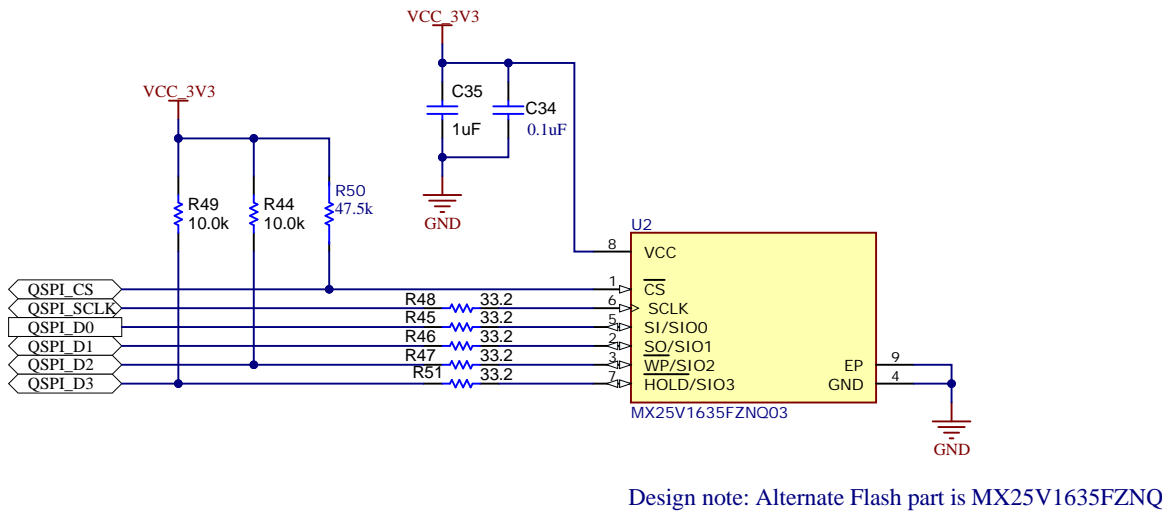 VCC_3V3
C35
1uF
C34
0.1uF
GND
VCC_3V3
R49
10.0k
R44
10.0k
R50
47.5k
U2
8 VCC
QSPI_CS 1 CS
QSPI_SCLK R48 33.2 6 SCLK
QSPI_D0 R45 33.2 5 SI/SIO0
QSPI_D1 R46 33.2 2 SO/SIO1
QSPI_D2 R47 33.2 3 WP/SIO2
QSPI_D3 R51 33.2 7 HOLD/SIO3
EP 9
GND 4
MX25V1635FZNQ03
GND
Design note: Alternate Flash part is MX25V1635FZNQ